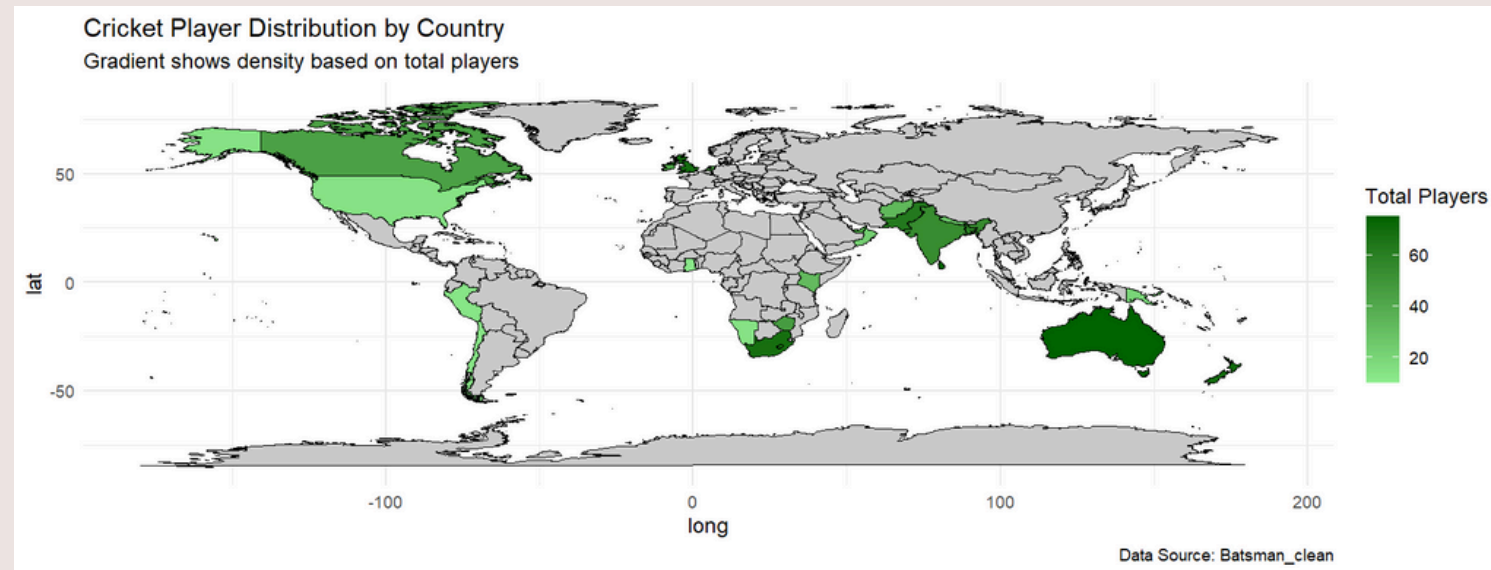 Cricket Player Distribution by Country
Gradient shows density based on total players
lat
50
0
-50
-100
0
100
200
long
Total Players
60
40
20
Data Source: Batsman_clean